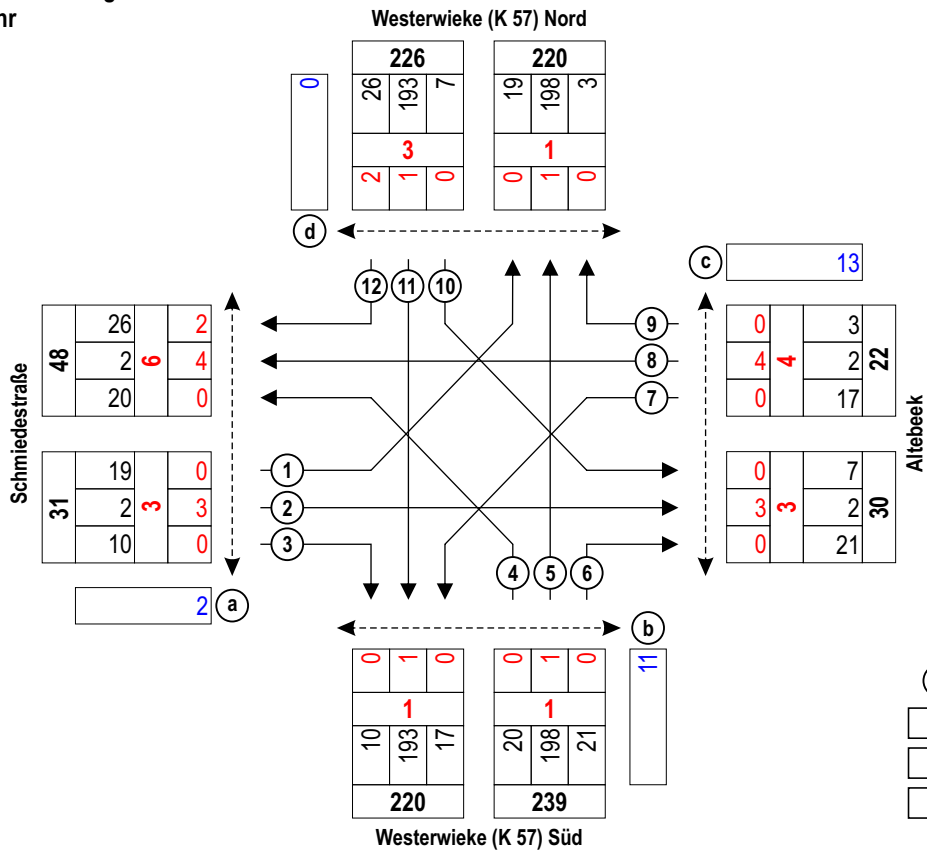 hr
Westerwieke (K 57) Nord
226 220
26 193 7 19 198 3
3 1
2 1 0 0 1 0
0
d
c 13
12 11 10
9
8
7
Schmiedestraße
48
26 2
2 6 4
20 0
31
19 0
2 3 3
10 0
1
2
3
2 a
0 3
4 4 2 22
0 17
Altebeek
0 7
3 3 2 30
0 21
4 5 6
b
11
0 1 0 0 1 0
1 1
10 193 17 20 198 21
220 239
Westerwieke (K 57) Süd